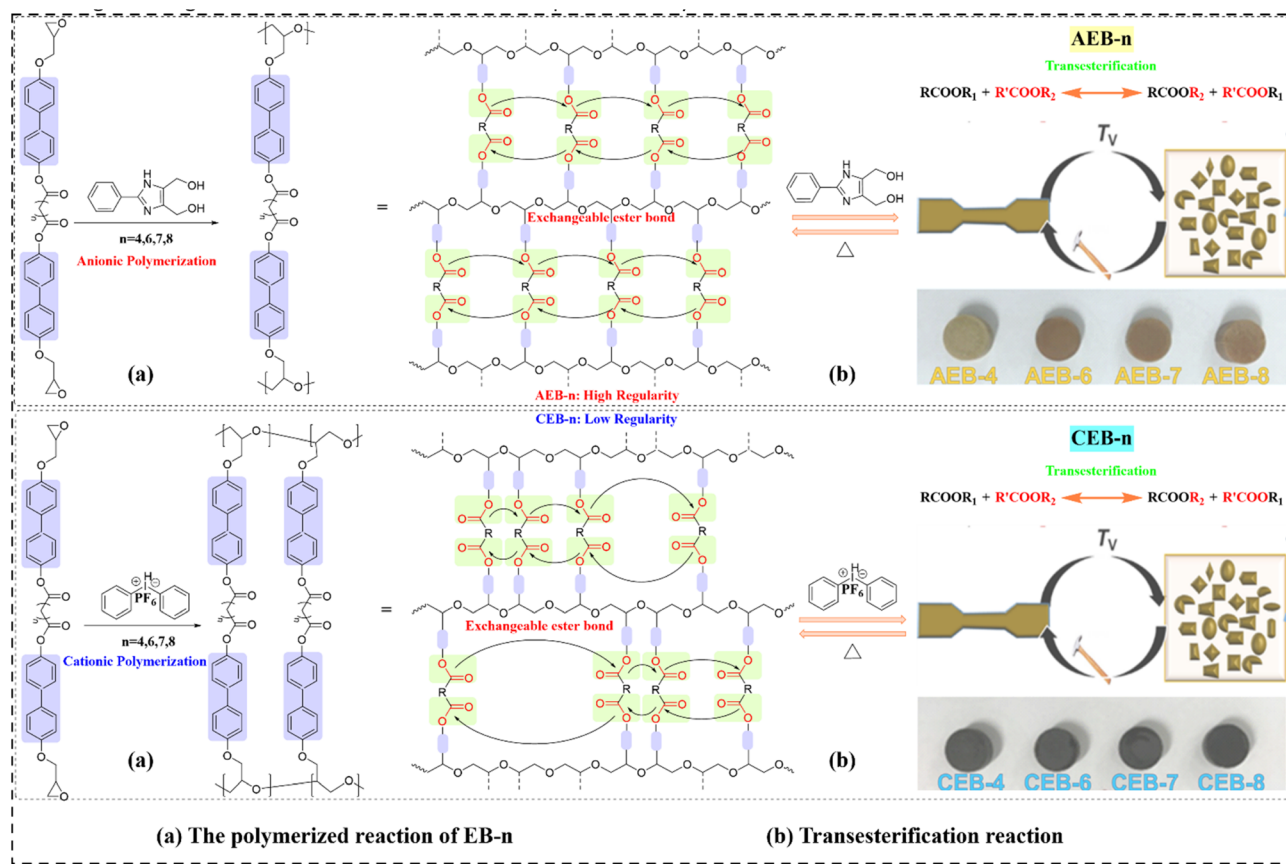 AEB-n
Transesterification
RCOOR1 + R'COOR2
RCOOR2 + R'COOR1
TV
n=4,6,7,8
Anionic Polymerization
(a)
=
Exchangeable ester bond
△
(b)
AEB-4
AEB-6
AEB-7
AEB-8
AEB-n: High Regularity
CEB-n: Low Regularity
CEB-n
Transesterification
RCOOR1 + R'COOR2
RCOOR2 + R'COOR1
TV
n=4,6,7,8
Cationic Polymerization
(a)
=
Exchangeable ester bond
△
(b)
CEB-4
CEB-6
CEB-7
CEB-8
(a) The polymerized reaction of EB-n
(b) Transesterification reaction